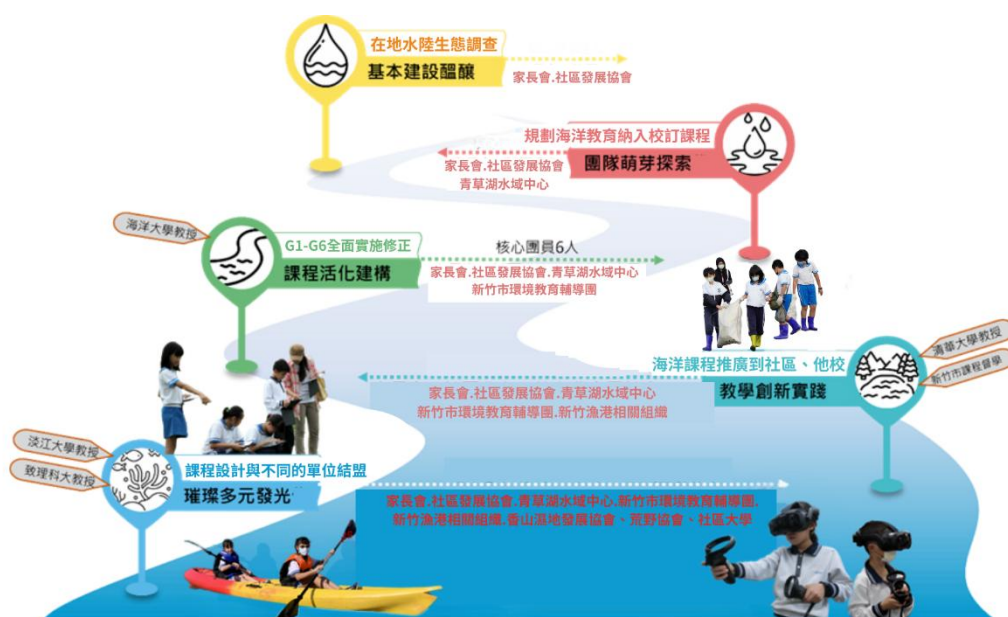 在地水陸生態調查
基本建設醞釀
家長會.社區發展協會
規劃海洋教育納入校訂課程
團隊萌芽探索
家長會.社區發展協會
青草湖水域中心
海洋大學教授
G1-G6全面實施修正
課程活化建構
核心團員6人
家長會.社區發展協會.青草湖水域中心
新竹市環境教育輔導團
海洋課程推廣到社區、他校
教學創新實踐
清華大學教授
新竹市課程督學
家長會.社區發展協會.青草湖水域中心
新竹市環境教育輔導團.新竹漁港相關組織
淡江大學教授
致理科大教授
課程設計與不同的單位結盟
璀璨多元發光
家長會.社區發展協會.青草湖水域中心.新竹市環境教育輔導團.
新竹漁港相關組織.香山濕地發展協會、荒野協會、社區大學